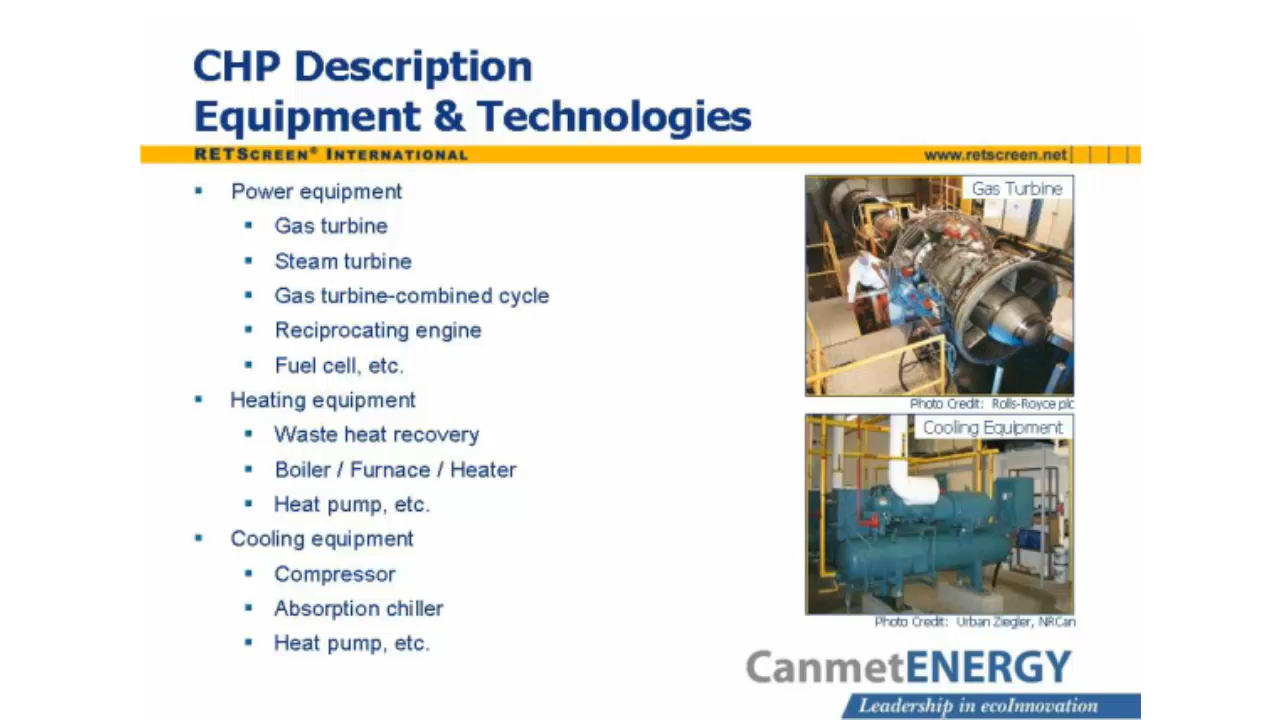 CHP Description
Equipment & Technologies
RETSCREEN® INTERNATIONAL
www.retscreen.net
Power equipment
Gas turbine
Steam turbine
Gas turbine-combined cycle
Reciprocating engine
Fuel cell, etc.
Heating equipment
Waste heat recovery
Boiler / Furnace / Heater
Heat pump, etc.
Cooling equipment
Compressor
Absorption chiller
Heat pump, etc.
Gas Turbine
Photo Credit: Rolls-Royce plc
Cooling Equipment
Photo Credit: Urban Ziegler, NRCan
CanmetENERGY
Leadership in ecoInnovation